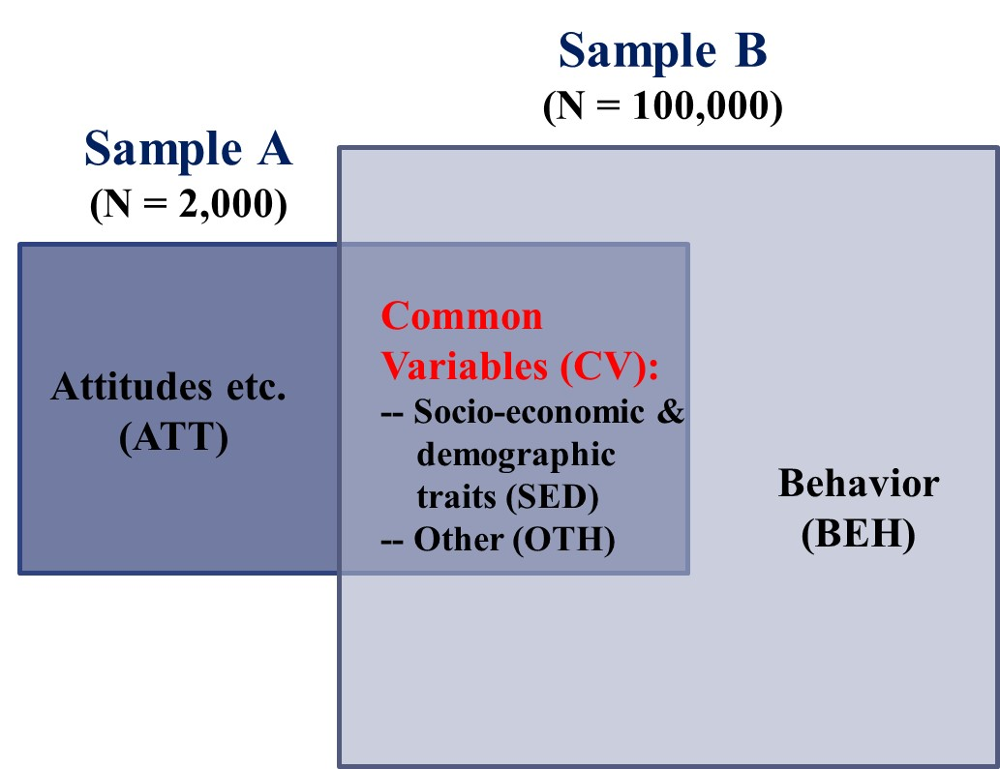 Sample B
(N = 100,000)
Sample A
(N = 2,000)
Common
Variables (CV):
-- Socio-economic &
demographic
traits (SED)
-- Other (OTH)
Attitudes etc.
(ATT)
Behavior
(BEH)